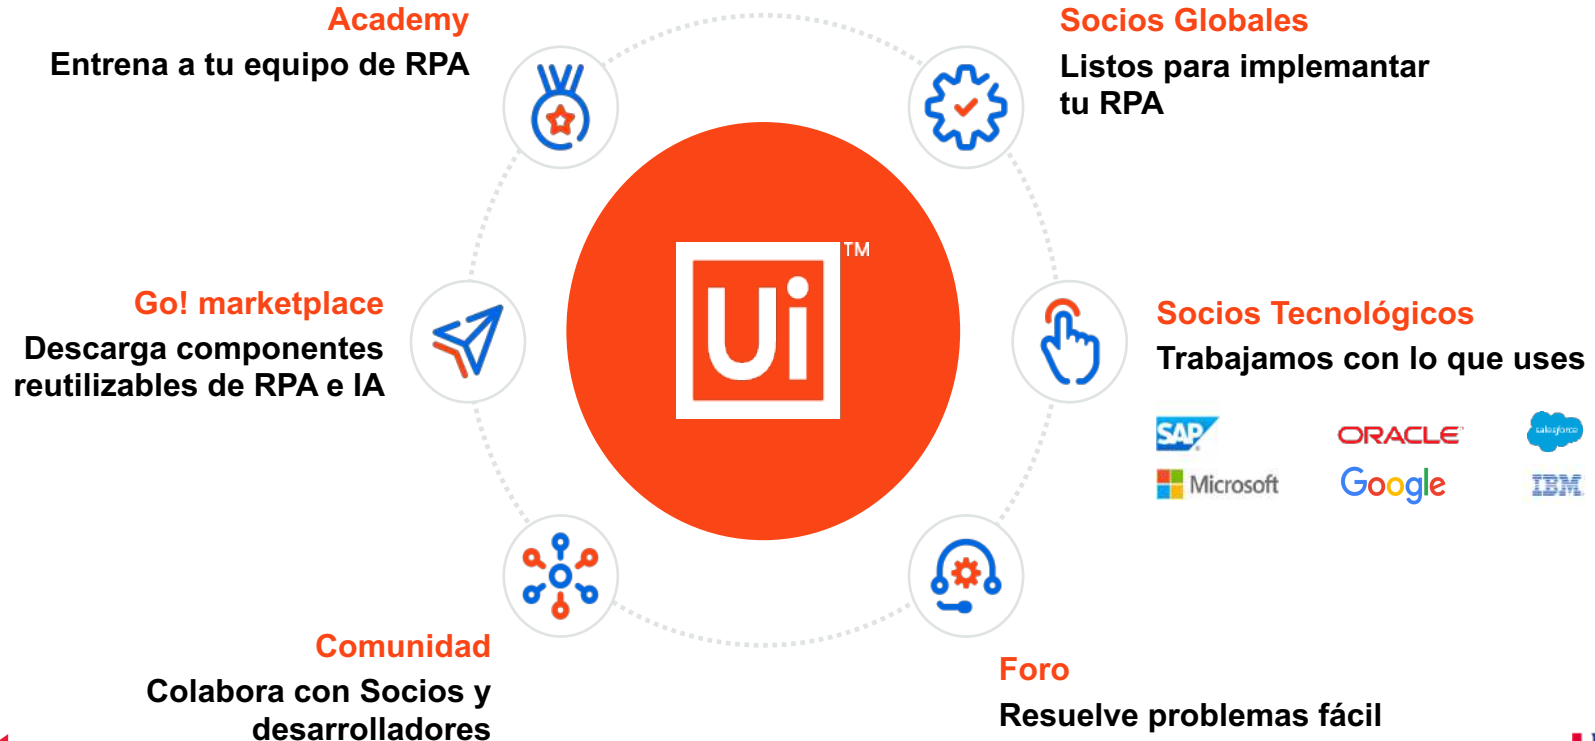 Academy
Entrena a tu equipo de RPA
Socios Globales
Listos para implemantar
tu RPA
Ui
TM
Go! marketplace
Descarga componentes
reutilizables de RPA e IA
Socios Tecnológicos
Trabajamos con lo que uses
SAP
ORACLE
salesforce
Microsoft
Google
IBM
Comunidad
Colabora con Socios y
desarrolladores
Foro
Resuelve problemas fácil